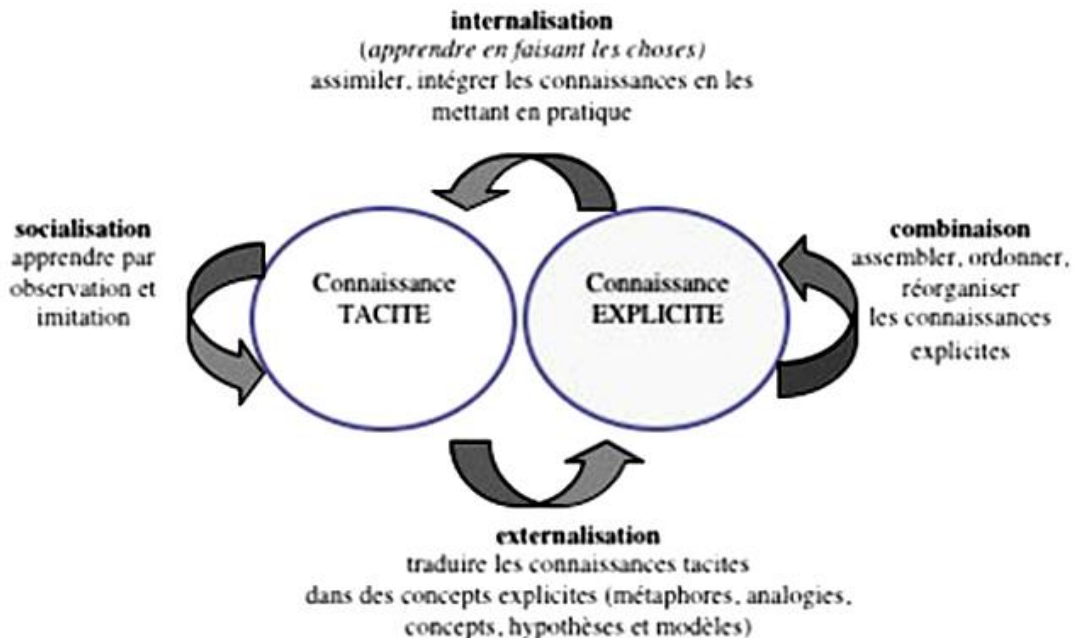 internalisation
(apprendre en faisant les choses)
assimiler, intégrer les connaissances en les
mettant en pratique
socialisation
apprendre par
observation et
imitation
Connaissance
TACITE
Connaissance
EXPLICITE
combinaison
assembler, ordonner,
réorganiser
les connaissances
explicites
externalisation
traduire les connaissances tacites
dans des concepts explicites (métaphores, analogies,
concepts, hypothèses et modèles)